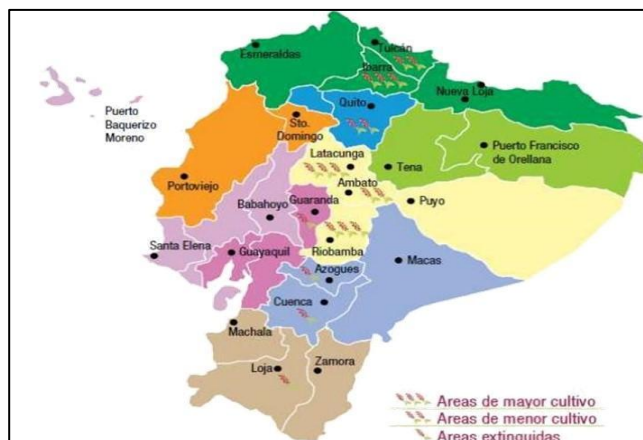 Tulcán
Esmeraldas
Ibarra
Nueva Loja
Quito
Puerto
Baquerizo
Moreno
Sto.
Domingo
Puerto Francisco
de Orellana
Latacunga
Tena
Ambato
Portoviejo
Guaranda
Puyo
Babahoyo
Riobamba
Santa Elena
Guayaquil
Azogues
Macas
Cuenca
Machala
Loja
Zamora
Areas de mayor cultivo
Areas de menor cultivo
Areas extinguidas